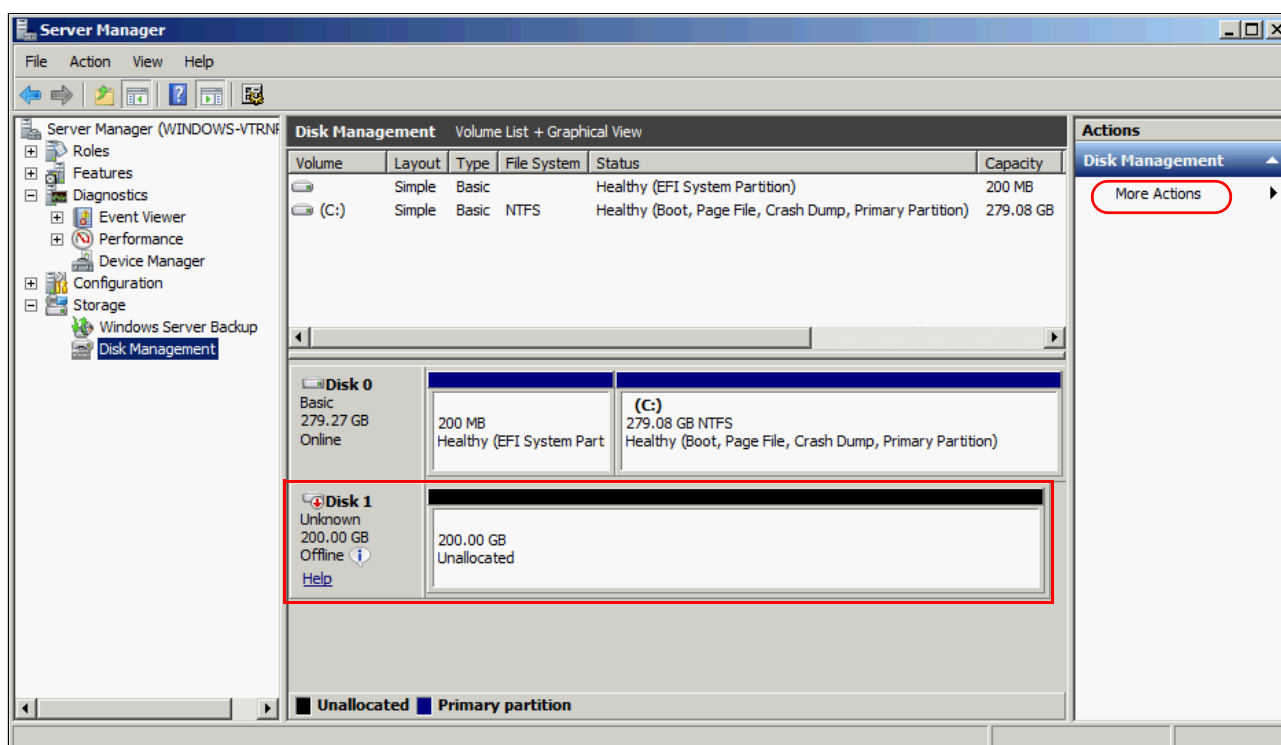 Server Manager
File Action View Help
Server Manager (WINDOWS-VTRNF
Roles
Features
Diagnostics
Event Viewer
Performance
Device Manager
Configuration
Storage
Windows Server Backup
Disk Management
Disk Management Volume List + Graphical View
Volume Layout Type File System Status Capacity
Simple Basic Healthy (EFI System Partition) 200 MB
(C:) Simple Basic NTFS Healthy (Boot, Page File, Crash Dump, Primary Partition) 279.08 GB
Disk 0
Basic
279.27 GB
Online
200 MB
Healthy (EFI System Part
(C:)
279.08 GB NTFS
Healthy (Boot, Page File, Crash Dump, Primary Partition)
Disk 1
Unknown
200.00 GB
Offline
Help
200.00 GB
Unallocated
Unallocated Primary partition
Actions
Disk Management
More Actions